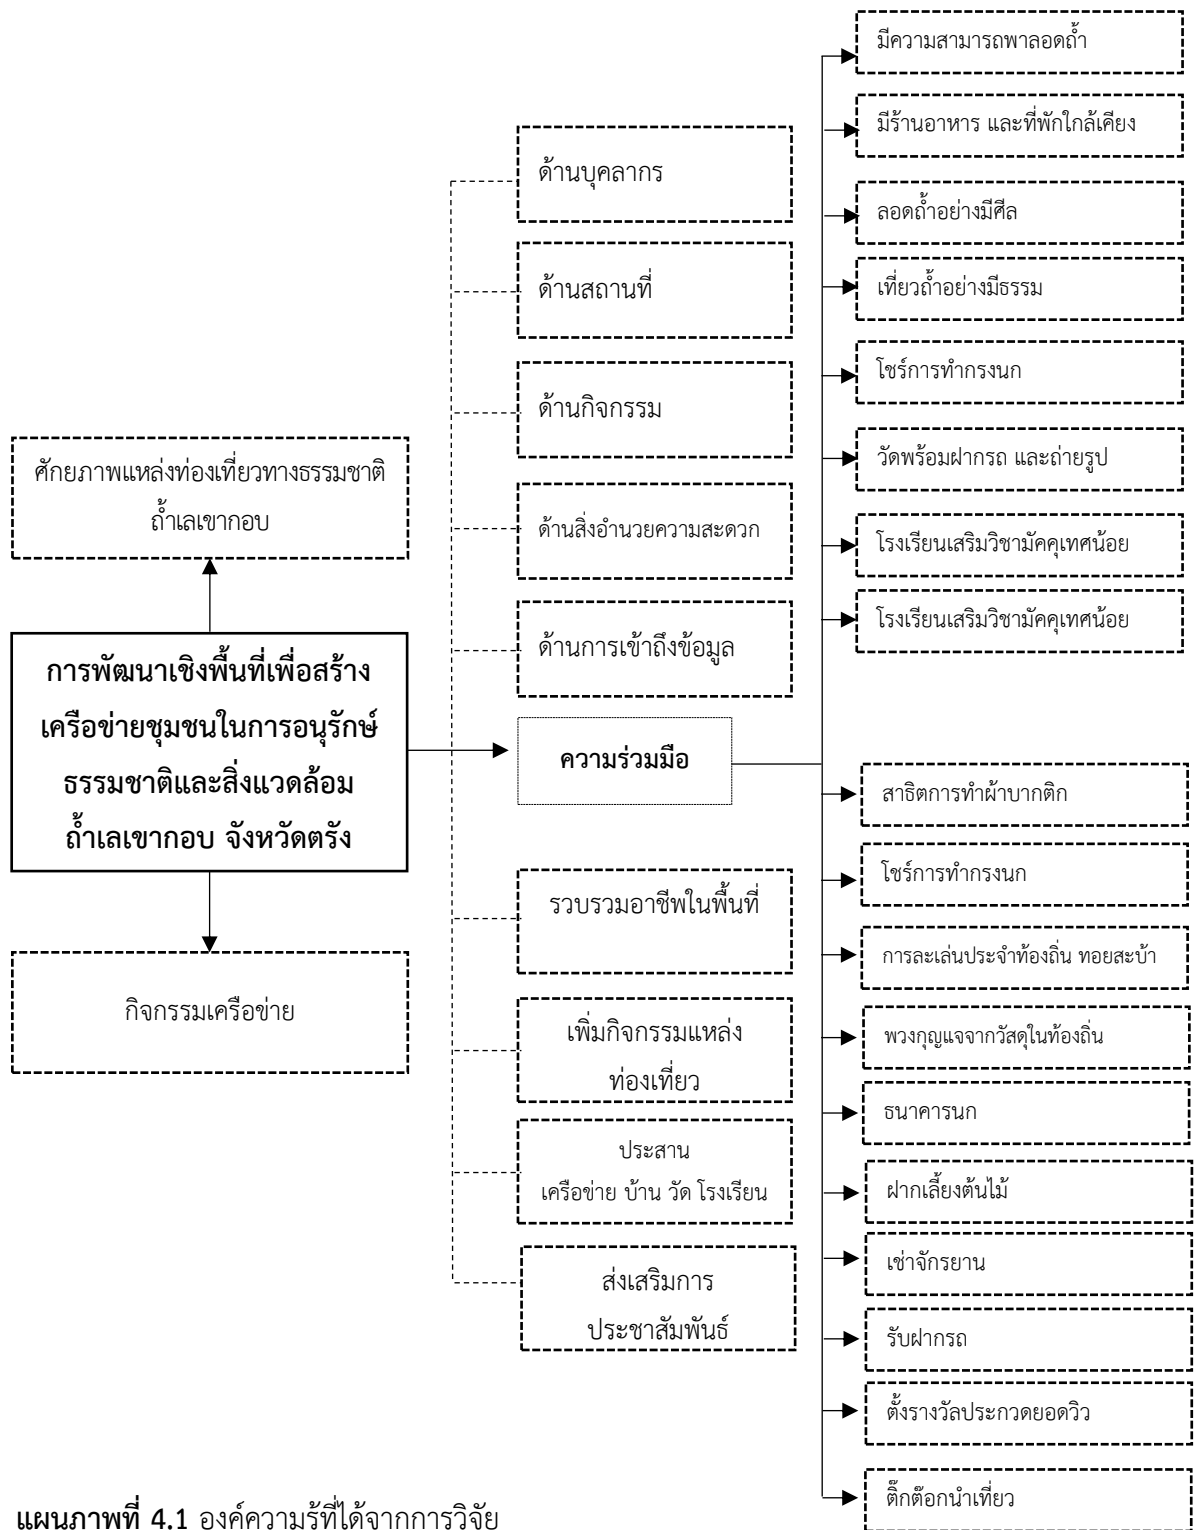 ศักยภาพแหล่งท่องเที่ยวทางธรรมชาติ
ถ้ำเลเขากอบ
การพัฒนาเชิงพื้นที่เพื่อสร้าง
เครือข่ายชุมชนในการอนุรักษ์
ธรรมชาติและสิ่งแวดล้อม
ถ้ำเลเขากอบ จังหวัดตรัง
กิจกรรมเครือข่าย
ด้านบุคลากร
ด้านสถานที่
ด้านกิจกรรม
ด้านสิ่งอำนวยความสะดวก
ด้านการเข้าถึงข้อมูล
ความร่วมมือ
รวบรวมอาชีพในพื้นที่
เพิ่มกิจกรรมแหล่ง
ท่องเที่ยว
ประสาน
เครือข่าย บ้าน วัด โรงเรียน
ส่งเสริมการ
ประชาสัมพันธ์
มีความสามารถพาลอดถ้ำ
มีร้านอาหาร และที่พักใกล้เคียง
ลอดถ้ำอย่างมีศีล
เที่ยวถ้ำอย่างมีธรรม
โชร์การทำกรงนก
วัดพร้อมฝากรถ และถ่ายรูป
โรงเรียนเสริมวิชามัคคุเทศน้อย
โรงเรียนเสริมวิชามัคคุเทศน้อย
สาธิตการทำผ้าบากติก
โชร์การทำกรงนก
การละเล่นประจำท้องถิ่น ทอยสะบ้า
พวงกุญแจจากวัสดุในท้องถิ่น
ธนาคารนก
ฝากเลี้ยงต้นไม้
เช่าจักรยาน
รับฝากรถ
ตั้งรางวัลประกวดยอดวิว
ติ๊กต๊อกนำเที่ยว
แผนภาพที่ 4.1 องค์ความรู้ที่ได้จากการวิจัย